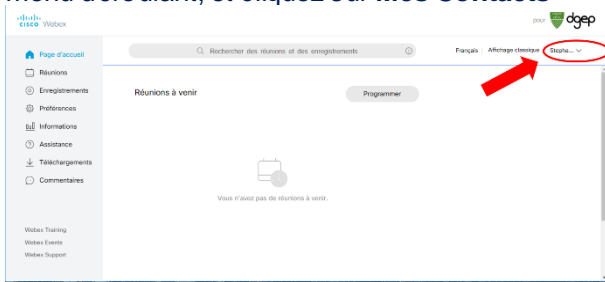 menu déroulant, et cliquez sur Mes Contacts
cisco Webex
pour dgep
Page d'accueil
Rechercher des réunions et des enregistrements
Français
Affichage classique
Stepha...
Réunions
Enregistrements
Réunions à venir
Programmer
Préférences
Informations
Assistance
Téléchargements
Commentaires
Vous n'avez pas de réunions à venir.
Webex Training
Webex Events
Webex Support